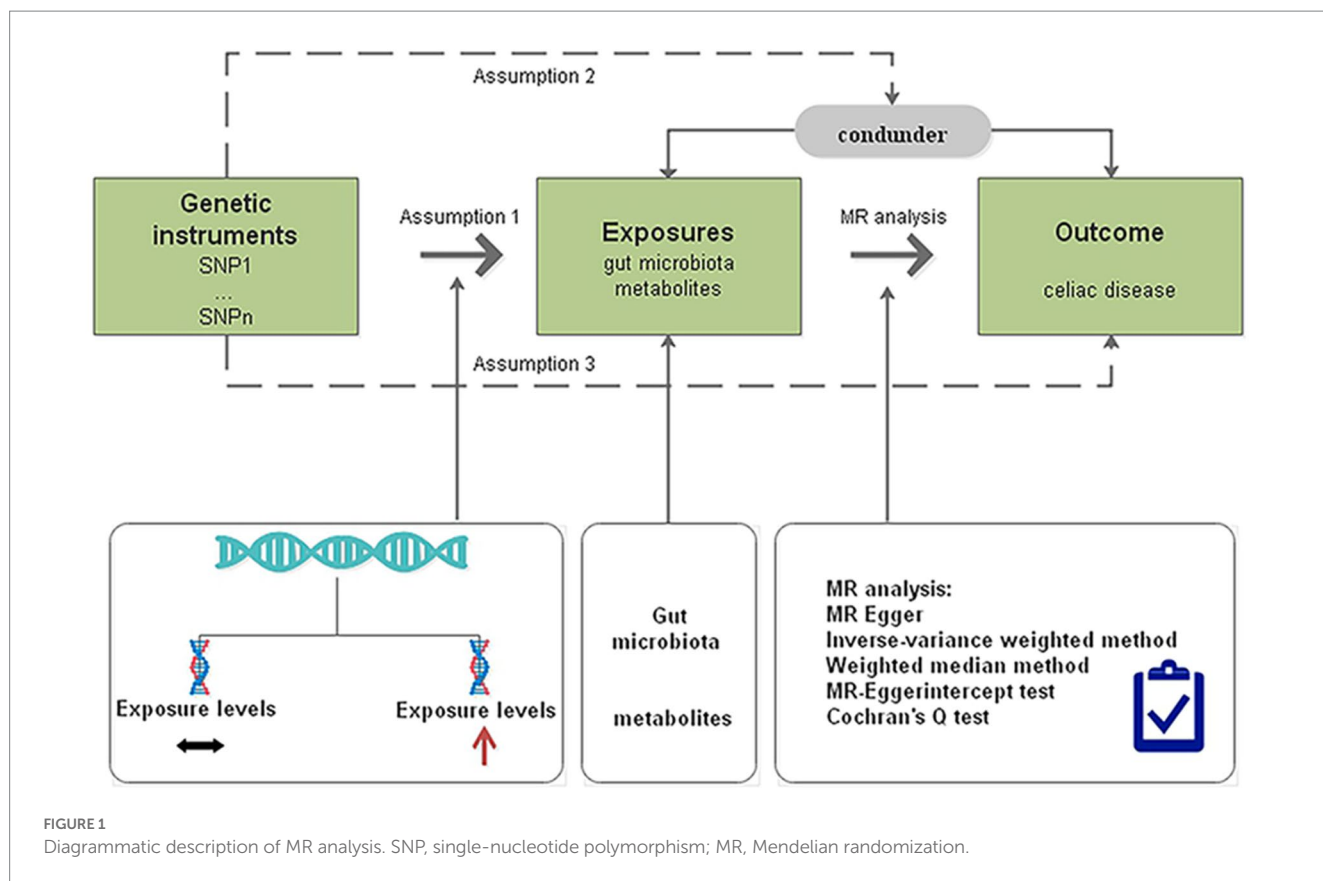 Assumption 2
condunder
Genetic
instruments
SNP1
...
SNPn
Assumption 1
Exposures
gut microbiota
metabolites
MR analysis
Outcome
celiac disease
Assumption 3
Exposure levels
Exposure levels
Gut
microbiota
metabolites
MR analysis:
MR Egger
Inverse-variance weighted method
Weighted median method
MR-Eggerintercept test
Cochran's Q test
FIGURE 1
Diagrammatic description of MR analysis. SNP, single-nucleotide polymorphism; MR, Mendelian randomization.